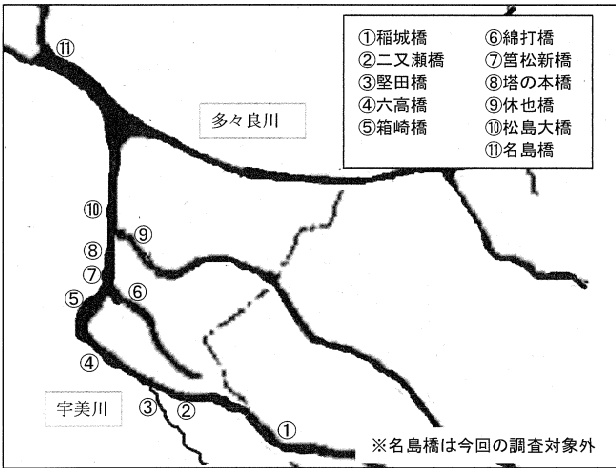 ①稲城橋
②二又瀬橋
③堅田橋
④六高橋
⑤箱崎橋
⑥綿打橋
⑦筥松新橋
⑧塔の本橋
⑨休也橋
⑩松島大橋
⑪名島橋
⑪
多々良川
⑩
⑨
⑧
⑦
⑥
⑤
④
宇美川
③
②
①
※名島橋は今回の調査対象外